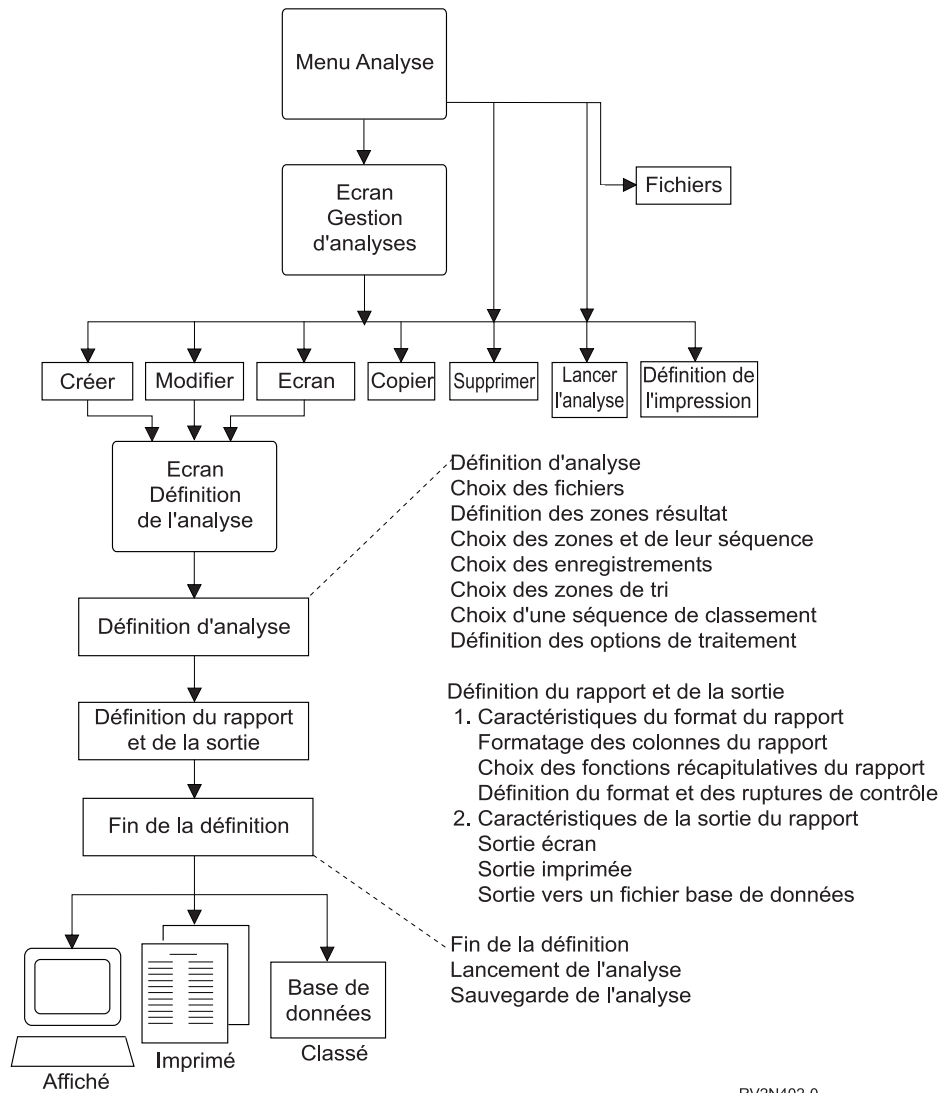 Menu Analyse
Ecran
Gestion
d'analyses
Fichiers
Créer
Modifier
Ecran
Copier
Supprimer
Lancer
l'analyse
Définition de
l'impression
Ecran
Définition
de l'analyse
Définition d'analyse
Définition du rapport
et de la sortie
Fin de la définition
Affiché
Imprimé
Base de
données
Classé
Définition d'analyse
Choix des fichiers
Définition des zones résultat
Choix des zones et de leur séquence
Choix des enregistrements
Choix des zones de tri
Choix d'une séquence de classement
Définition des options de traitement
Définition du rapport et de la sortie
1. Caractéristiques du format du rapport
Formatage des colonnes du rapport
Choix des fonctions récapitulatives du rapport
Définition du format et des ruptures de contrôle
2. Caractéristiques de la sortie du rapport
Sortie écran
Sortie imprimée
Sortie vers un fichier base de données
Fin de la définition
Lancement de l'analyse
Sauvegarde de l'analyse